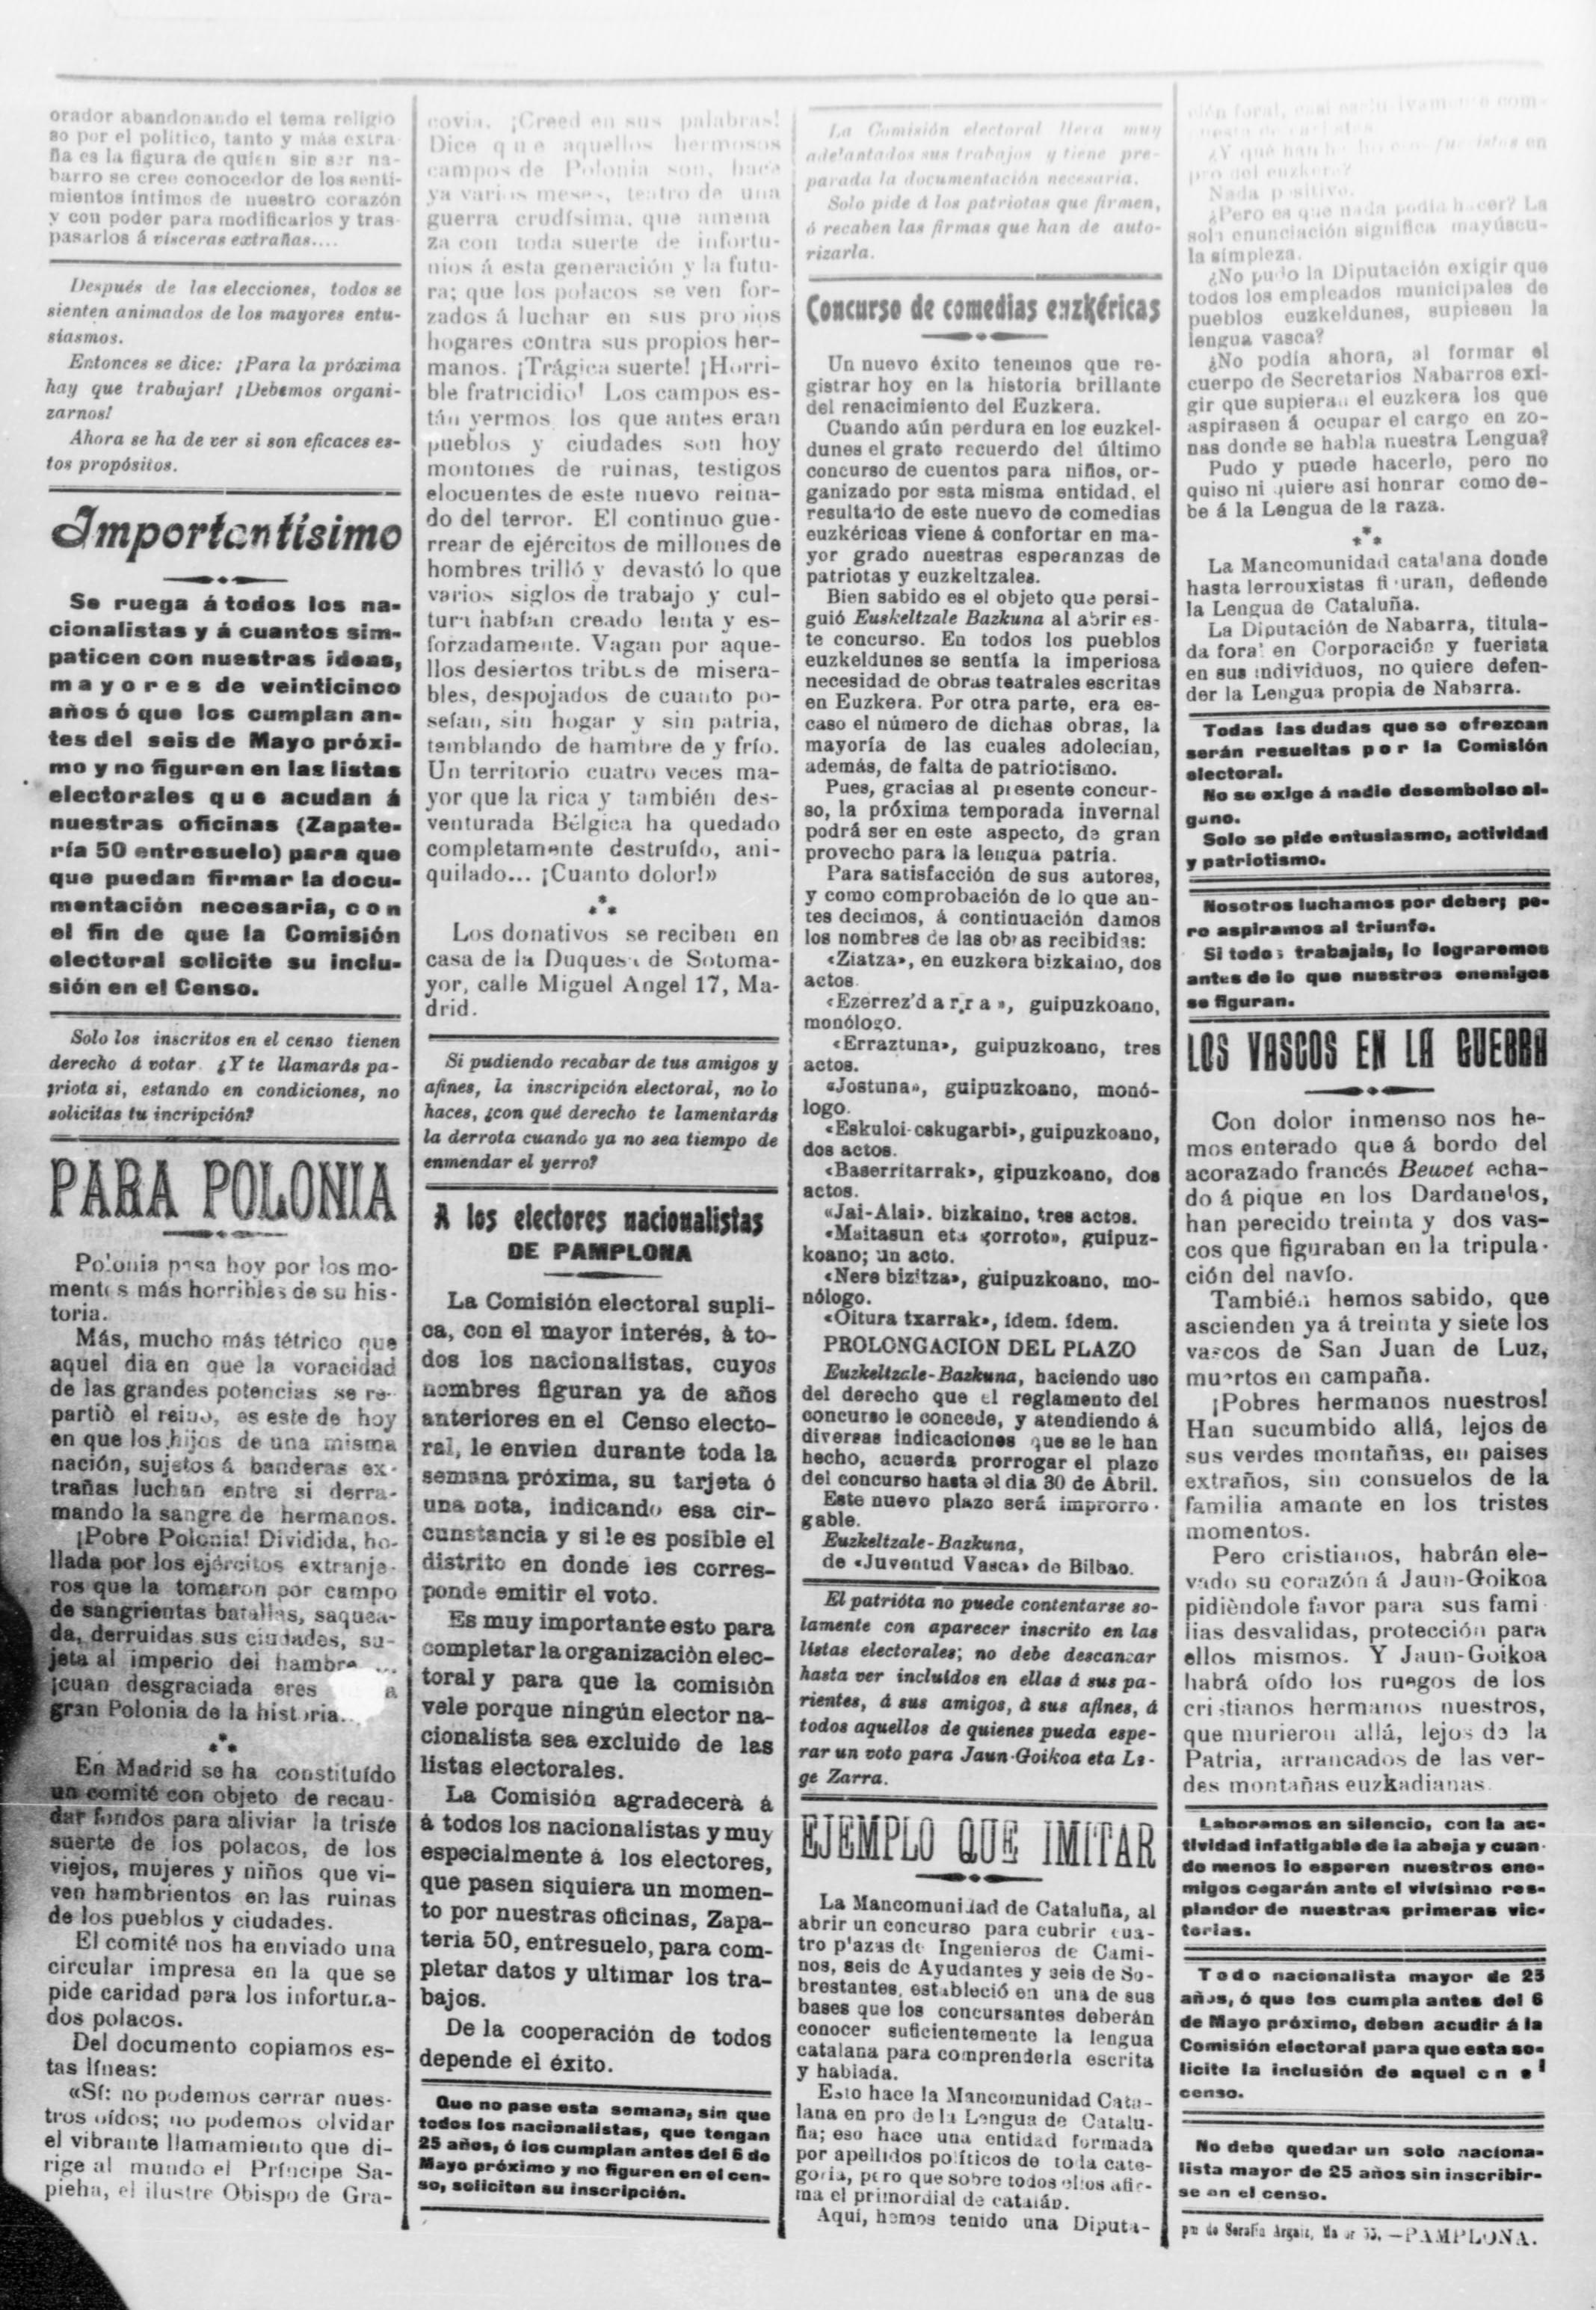 orador abandonando el tema religio
so por el político, tanto y más extra-
ña es la figura de quien sin ser na-
barro se cree conocedor de los senti-
mientos íntimos de nuestro corazón
y con poder para modificarlos y tras-
pasarlos á vísceras extrañas....
Después de las elecciones, todos se
sienten animados de los mayores entu-
siasmos.
Entonces se dice: ¡Para la próxima
hay que trabajar! ¡Debemos organi-
zarnos!
Ahora se ha de ver si son eficaces es-
tos propósitos.
Importantísimo
Se ruega á todos los na-
cionalistas y á cuantos sim-
paticen con nuestras ideas,
mayores de veinticinco
años ó que los cumplan an-
tes del seis de Mayo próxi-
mo y no figuren en las listas
electorales que acudan á
nuestras oficinas (Zapate-
ría 50 entresuelo) para que
que puedan firmar la docu-
mentación necesaria, con
el fin de que la Comisión
electoral solicite su inclu-
sión en el Censo.
Solo los inscritos en el censo tienen
derecho á votar. ¿Y te llamarás pa-
triota si, estando en condiciones, no
solicitas tu incripción?
PARA POLONIA
Polonia pasa hoy por los mo-
mentos más horribles de su his-
toria.
Más, mucho más tétrico que
aquel dia en que la voracidad
de las grandes potencias se re-
partiò el reino, es este de hoy
en que los hijos de una misma
nación, sujetos á banderas ex-
trañas luchan entre si derra-
mando la sangre de hermanos.
¡Pobre Polonia! Dividida, ho-
llada por los ejércitos extranje-
ros que la tomaron por campo
de sangrientas batallas, saquea-
da, derruidas sus ciudades, su-
jeta al imperio del hambre ...
¡cuan desgraciada eres
gran Polonia de la historia...
En Madrid se ha constituído
un comité con objeto de recau-
dar fondos para aliviar la triste
suerte de los polacos, de los
viejos, mujeres y niños que vi-
ven hambrientos en las ruinas
de los pueblos y ciudades.
El comité nos ha enviado una
circular impresa en la que se
pide caridad para los infortuna-
dos polacos.
Del documento copiamos es-
tas líneas:
«Sí: no podemos cerrar nues-
tros oídos; no podemos olvidar
el vibrante llamamiento que di-
rige al mundo el Príncipe Sa-
pieha, el ilustre Obispo de Gra-
covia. ¡Creed en sus palabras!
Dice que aquellos hermosos
campos de Polonia son, hace
ya varios meses, teatro de una
guerra crudísima, que amena
za con toda suerte de infortu-
nios á esta generación y la futu-
ra; que los polacos se ven for-
zados á luchar en sus propios
hogares contra sus propios her-
manos. ¡Trágica suerte! ¡Horri-
ble fratricidio! Los campos es-
tán yermos los que antes eran
pueblos y ciudades son hoy
montones de ruinas, testigos
elocuentes de este nuevo reina-
do del terror. El continuo gue-
rrear de ejércitos de millones de
hombres trilló y devastó lo que
varios siglos de trabajo y cul-
tura habían creado lenta y es-
forzadamente. Vagan por aque-
llos desiertos tribus de misera-
bles, despojados de cuanto po-
seían, sin hogar y sin patria,
temblando de hambre de y frío.
Un territorio cuatro veces ma-
yor que la rica y también des-
venturada Bélgica ha quedado
completamente destruído, ani-
quilado... ¡Cuanto dolor!»
Los donativos se reciben en
casa de la Duquesa de Sotoma-
yor, calle Miguel Angel 17, Ma-
drid.
Si pudiendo recabar de tus amigos y
afines, la inscripción electoral, no lo
haces, ¿con qué derecho te lamentarás
la derrota cuando ya no sea tiempo de
enmendar el yerro?
A los electores nacionalistas
DE PAMPLONA
La Comisión electoral supli-
ca, con el mayor interés, à to-
dos los nacionalistas, cuyos
nombres figuran ya de años
anteriores en el Censo electo-
ral, le envien durante toda la
semana próxima, su tarjeta ó
una nota, indicando esa cir-
cunstancia y si le es posible el
distrito en donde les corres-
ponde emitir el voto.
Es muy importante esto para
completar la organizaciòn elec-
toral y para que la comisiòn
vele porque ningún elector na-
cionalista sea excluido de las
listas electorales.
La Comisión agradecerà á
á todos los nacionalistas y muy
especialmente á los electores,
que pasen siquiera un momen-
to por nuestras oficinas, Zapa-
teria 50, entresuelo, para com-
pletar datos y ultimar los tra-
bajos.
De la cooperación de todos
depende el éxito.
Que no pase esta semana, sin que
todos los nacionalistas, que tengan
25 años, ó los cumplan antes del 6 de
Mayo próximo y no figuren en el cen-
so, soliciten su inscripción.
La Comisión electoral lleva muy
adelantados sus trabajos y tiene pre-
parada la documentación necesaria.
Solo pide á los patriotas que firmen,
ó recaben las firmas que han de auto-
rizarla.
Concurso de comedias euzkéricas
Un nuevo éxito tenemos que re-
gistrar hoy en la historia brillante
del renacimiento del Euzkera.
Cuando aún perdura en los euzkel-
dunes el grato recuerdo del último
concurso de cuentos para niños, or-
ganizado por esta misma entidad, el
resultado de este nuevo de comedias
euzkéricas viene á confortar en ma-
yor grado nuestras esperanzas de
patriotas y euzkeltzales.
Bien sabido es el objeto que persi-
guió Euskeltzale Bazkuna al abrir es-
te concurso. En todos los pueblos
euzkeldunes se sentía la imperiosa
necesidad de obras teatrales escritas
en Euzkera. Por otra parte, era es-
caso el número de dichas obras, la
mayoría de las cuales adolecían,
además, de falta de patriotismo.
Pues, gracias al presente concur-
so, la próxima temporada invernal
podrá ser en este aspecto, de gran
provecho para la lengua patria.
Para satisfacción de sus autores,
y como comprobación de lo que an-
tes decimos, á continuación damos
los nombres de las obras recibidas:
«Ziatza», en euzkera bizkaino, dos
actos.
«Ezerrez'darra», guipuzkoano,
monólogo.
«Erraztuna», guipuzkoano, tres
actos.
«Jostuna», guipuzkoano, monó-
logo.
«Eskuloi-eskugarbi», guipuzkoano,
dos actos.
«Baserritarrak», gipuzkoano, dos
actos.
«Jai-Alai». bizkaino, tres actos.
«Maitasun eta gorroto», guipuz-
koano; un acto.
«Nere bizitza», guipuzkoano, mo-
nólogo.
«Oitura txarrak», ídem. ídem.
PROLONGACION DEL PLAZO
Euzkeltzale-Bazkuna, haciendo uso
del derecho que el reglamento del
concurso le concede, y atendiendo á
diversas indicaciones que se le han
hecho, acuerda prorrogar el plazo
del concurso hasta el dia 30 de Abril.
Este nuevo plazo será improrro-
gable.
Euzkeltzale-Bazkuna,
de «Juventud Vasca» de Bilbao.
El patrióta no puede contentarse so-
lamente con aparecer inscrito en las
listas electorales; no debe descansar
hasta ver incluidos en ellas á sus pa-
rientes, á sus amigos, à sus afines, á
todos aquellos de quienes pueda espe-
rar un voto para Jaun-Goikoa eta La-
ge Zarra.
EJEMPLO QUE IMITAR
La Mancomunidad de Cataluña, al
abrir un concurso para cubrir cua-
tro plazas de Ingenieros de Cami-
nos, seis de Ayudantes y seis de So-
brestantes, estableció en una de sus
bases que los concursantes deberán
conocer suficientemente la lengua
catalana para comprenderla escrita
y hablada.
Esto hace la Mancomunidad Cata-
lana en pro de la Lengua de Catalu-
ña; eso hace una entidad formada
por apellidos políticos de toda cate-
goría, pero que sobre todos ellos afir-
ma el primordial de catalán.
Aquí, hemos tenido una Diputa-
ción foral, casi exclusivamente com-
puesta de
¿Y qué han hecho esos fueristas en
pro del euzkera?
Nada positivo.
¿Pero es que nada podía hacer? La
sola enunciación significa mayúscu-
la simpleza.
¿No pudo la Diputación exigir que
todos los empleados municipales de
pueblos euzkeldunes, supiesen la
lengua vasca?
¿No podía ahora, al formar el
cuerpo de Secretarios Nabarros exi-
gir que supieran el euzkera los que
aspirasen á ocupar el cargo en zo-
nas donde se habla nuestra Lengua?
Pudo y puede hacerlo, pero no
quiso ni quiere asi honrar como de-
be á la Lengua de la raza.
La Mancomunidad catalana donde
hasta lerrouxistas figuran, defiende
la Lengua de Cataluña.
La Diputación de Nabarra, titula-
da foral en Corporación y fuerista
en sus individuos, no quiere defen-
der la Lengua propia de Nabarra.
Todas las dudas que se ofrezcan
serán resueltas por la Comisión
electoral.
No se exige á nadie desembolso al-
guno.
Solo se pide entusiasmo, actividad
y patriotismo.
Nosotros luchamos por deber; pe-
ro aspiramos al triunfo.
Si todos trabajais, lo lograremos
antes de lo que nuestros enemigos
se figuran.
LOS VASCOS EN LA GUERRA
Con dolor inmenso nos he-
mos enterado que á bordo del
acorazado francés Beuvet echa-
do á pique en los Dardanelos,
han perecido treinta y dos vas-
cos que figuraban en la tripula-
ción del navío.
También hemos sabido, que
ascienden ya á treinta y siete los
vascos de San Juan de Luz,
muertos en campaña.
¡Pobres hermanos nuestros!
Han sucumbido allá, lejos de
sus verdes montañas, en paises
extraños, sin consuelos de la
familia amante en los tristes
momentos.
Pero cristianos, habrán ele-
vado su corazón á Jaun-Goikoa
pidièndole favor para sus fami
lias desvalidas, protección para
ellos mismos. Y Jaun-Goikoa
habrá oído los ruegos de los
cristianos hermanos nuestros,
que murieron allá, lejos de la
Patria, arrancados de las ver-
des montañas euzkadianas.
Laboremos en silencio, con la ac-
tividad infatigable de la abeja y cuan-
do menos lo esperen nuestros ene-
migos cegarán ante el vivísimo res-
plandor de nuestras primeras vic-
torias.
Todo nacionalista mayor de 25
años, ó que los cumpla antes del 6
de Mayo próximo, deben acudir á la
Comisión electoral para que esta so-
licite la inclusión de aquel en el
censo.
No debe quedar un solo naciona-
lista mayor de 25 años sin inscribir-
se en el censo.
de Serafín Argaiz, Mayor 55.—PAMPLONA.